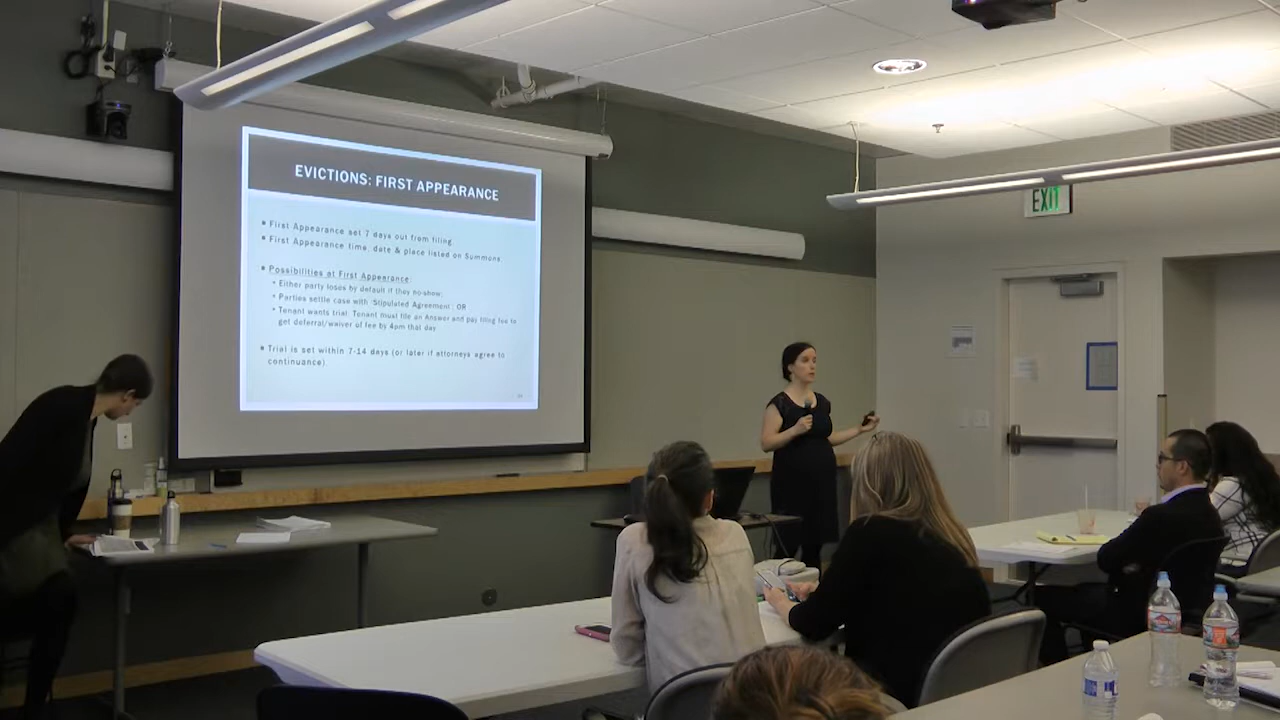 EVICTIONS: FIRST APPEARANCE
▪ First Appearance set 7 days out from filing
▪ First Appearance time, date & place listed on Summons.
▪ Possibilities at First Appearance:
▪ Either party loses by default if they no-show;
▪ Parties settle case with "Stipulated Agreement"; OR
▪ Tenant wants trial: Tenant must file an Answer and pay filing fee to
get deferral/waiver of fee by 4pm that day
▪ Trial is set within 7-14 days (or later if attorneys agree to
continuance).
EXIT